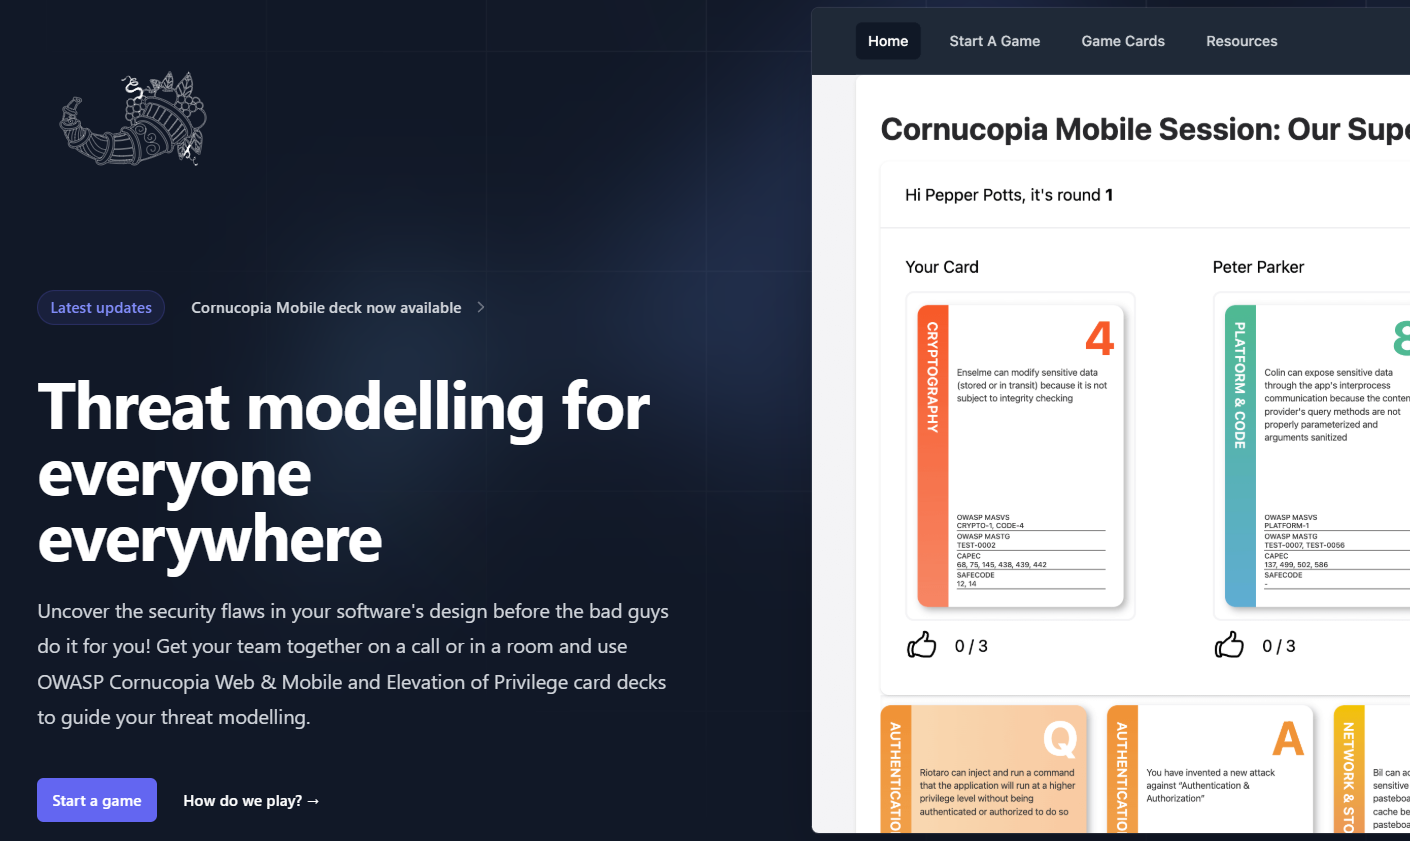 Latest updates
Cornucopia Mobile deck now available
Threat modelling for
everyone
everywhere
Uncover the security flaws in your software's design before the bad guys
do it for you! Get your team together on a call or in a room and use
OWASP Cornucopia Web & Mobile and Elevation of Privilege card decks
to guide your threat modelling.
Start a game
How do we play? →
Home
Start A Game
Game Cards
Resources
Cornucopia Mobile Session: Our
Hi Pepper Potts, it's round 1
Your Card
CRYPTOGRAPHY
4
Enselme can modify sensitive data
(stored or in transit) because it is not
subject to integrity checking
OWASP MASVS
CRYPTO-1, CODE-4
OWASP MASTG
TEST-0002
CAPEC
68, 75, 145, 438, 439, 442
SAFECODE
12, 14
0 / 3
Peter Parker
PLATFORM & CODE
8
Colin can expose sensitive data
through the app's interprocess
communication because the
provider's query methods are not
properly parameterized and
arguments sanitized
OWASP MASVS
PLATFORM-1
OWASP MASTG
TEST-0007, TEST-0056
CAPEC
137, 499, 502, 586
SAFECODE
-
0 / 3
Q
Riotaro can inject and run a command
that the application will run at a higher
privilege level without being
authenticated or authorized to do so
A
You have invented a new attack
against “Authentication &
Authorization”
NETWORK &
Bil can
sensitive
cache